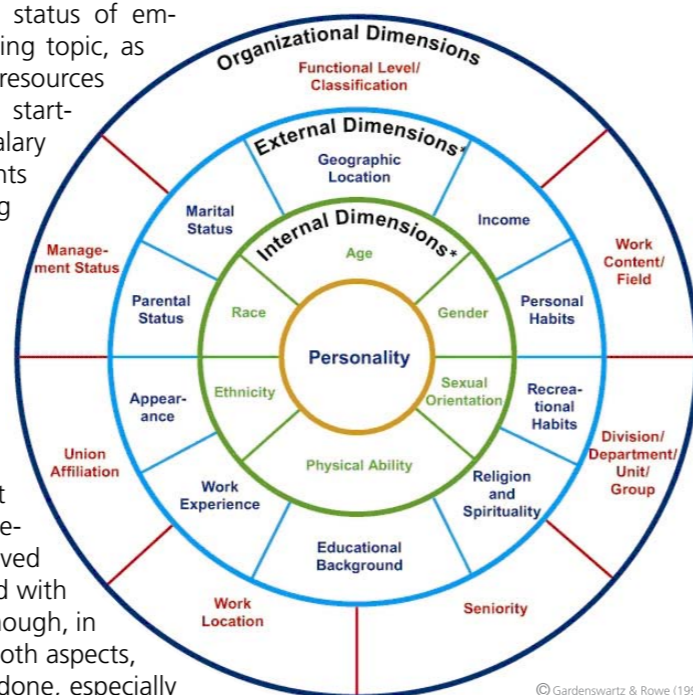 status of em-
ing topic, as
resources
start-
alary
nts
g
t
e-
ved
d with
ough, in
oth aspects,
done, especially
Organizational Dimensions
Functional Level/
Classification
External Dimensions*
Geographic
Location
Marital
Status
Income
Internal Dimensions*
Age
Manage-
ment Status
Work
Content/
Field
Parental
Status
Race
Gender
Personal
Habits
Personality
Appear-
ance
Ethnicity
Sexual
Orientation
Recrea-
tional
Habits
Union
Affiliation
Division/
Department/
Unit/
Group
Physical Ability
Work
Experience
Religion
and
Spirituality
Educational
Background
Work
Location
Seniority
© Gardenswartz & Rowe (199